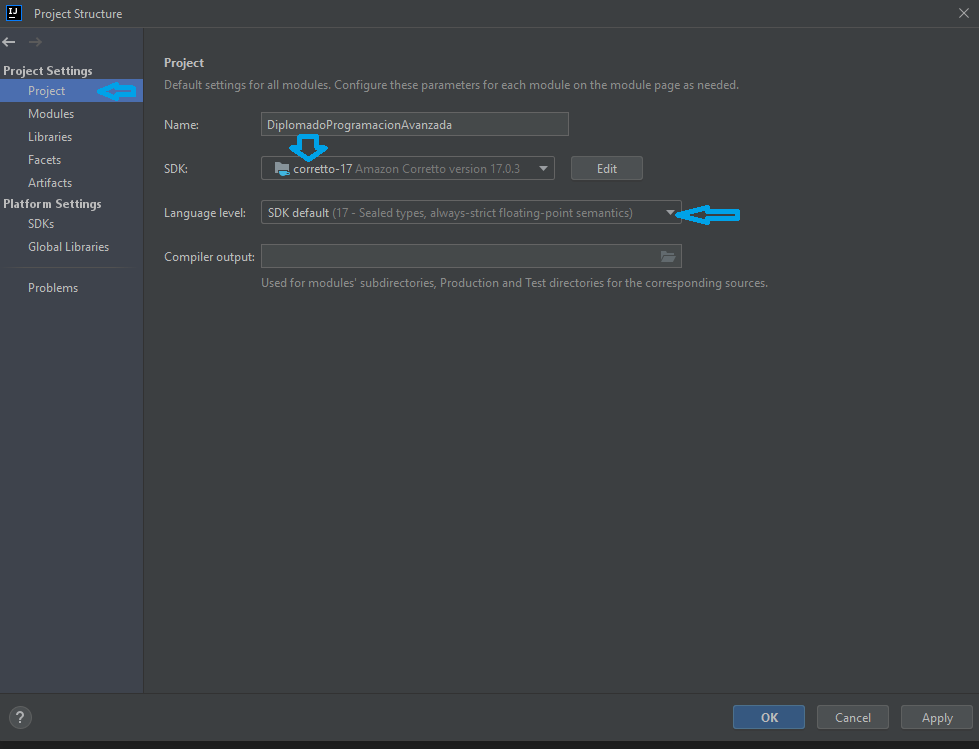 IJ Project Structure
Project Settings
Project
Modules
Libraries
Facets
Artifacts
Platform Settings
SDKs
Global Libraries
Problems
Project
Default settings for all modules. Configure these parameters for each module on the module page as needed.
Name: DiplomadoProgramacionAvanzada
SDK: corretto-17 Amazon Corretto version 17.0.3 Edit
Language level: SDK default (17 - Sealed types, always-strict floating-point semantics)
Compiler output:
Used for modules' subdirectories, Production and Test directories for the corresponding sources.
? OK Cancel Apply